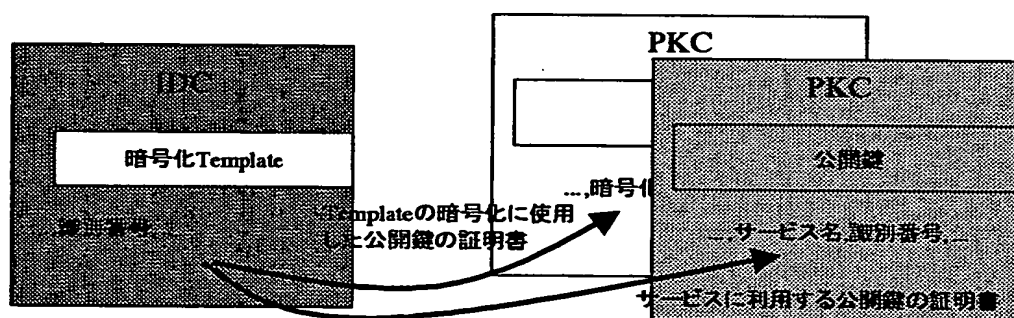 IDC
暗号化Template
...,識別番号,...
PKC
...,暗号化
Templateの暗号化に使用
した公開鍵の証明書
PKC
公開鍵
...,サービス名,識別番号,...
サービスに利用する公開鍵の証明書